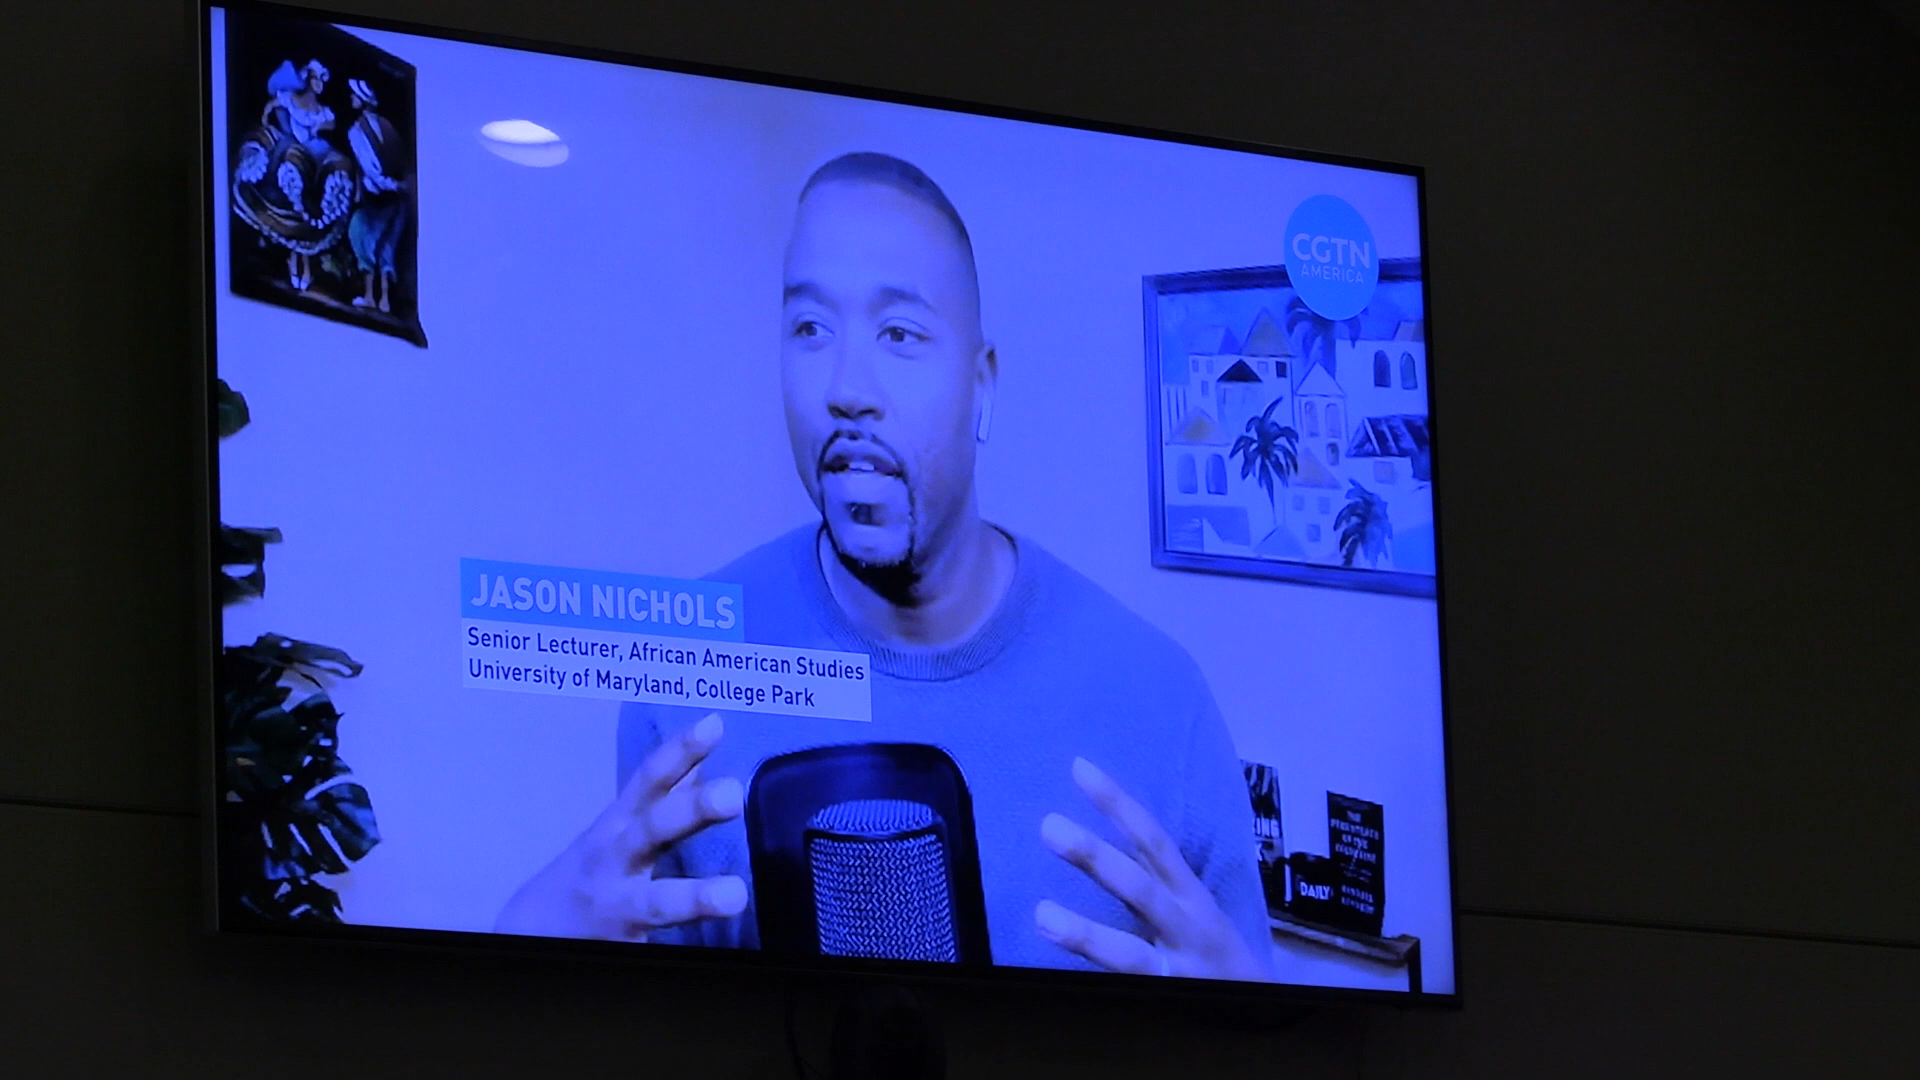 CGTN
AMERICA
JASON NICHOLS
Senior Lecturer, African American Studies
University of Maryland, College Park
DAILY